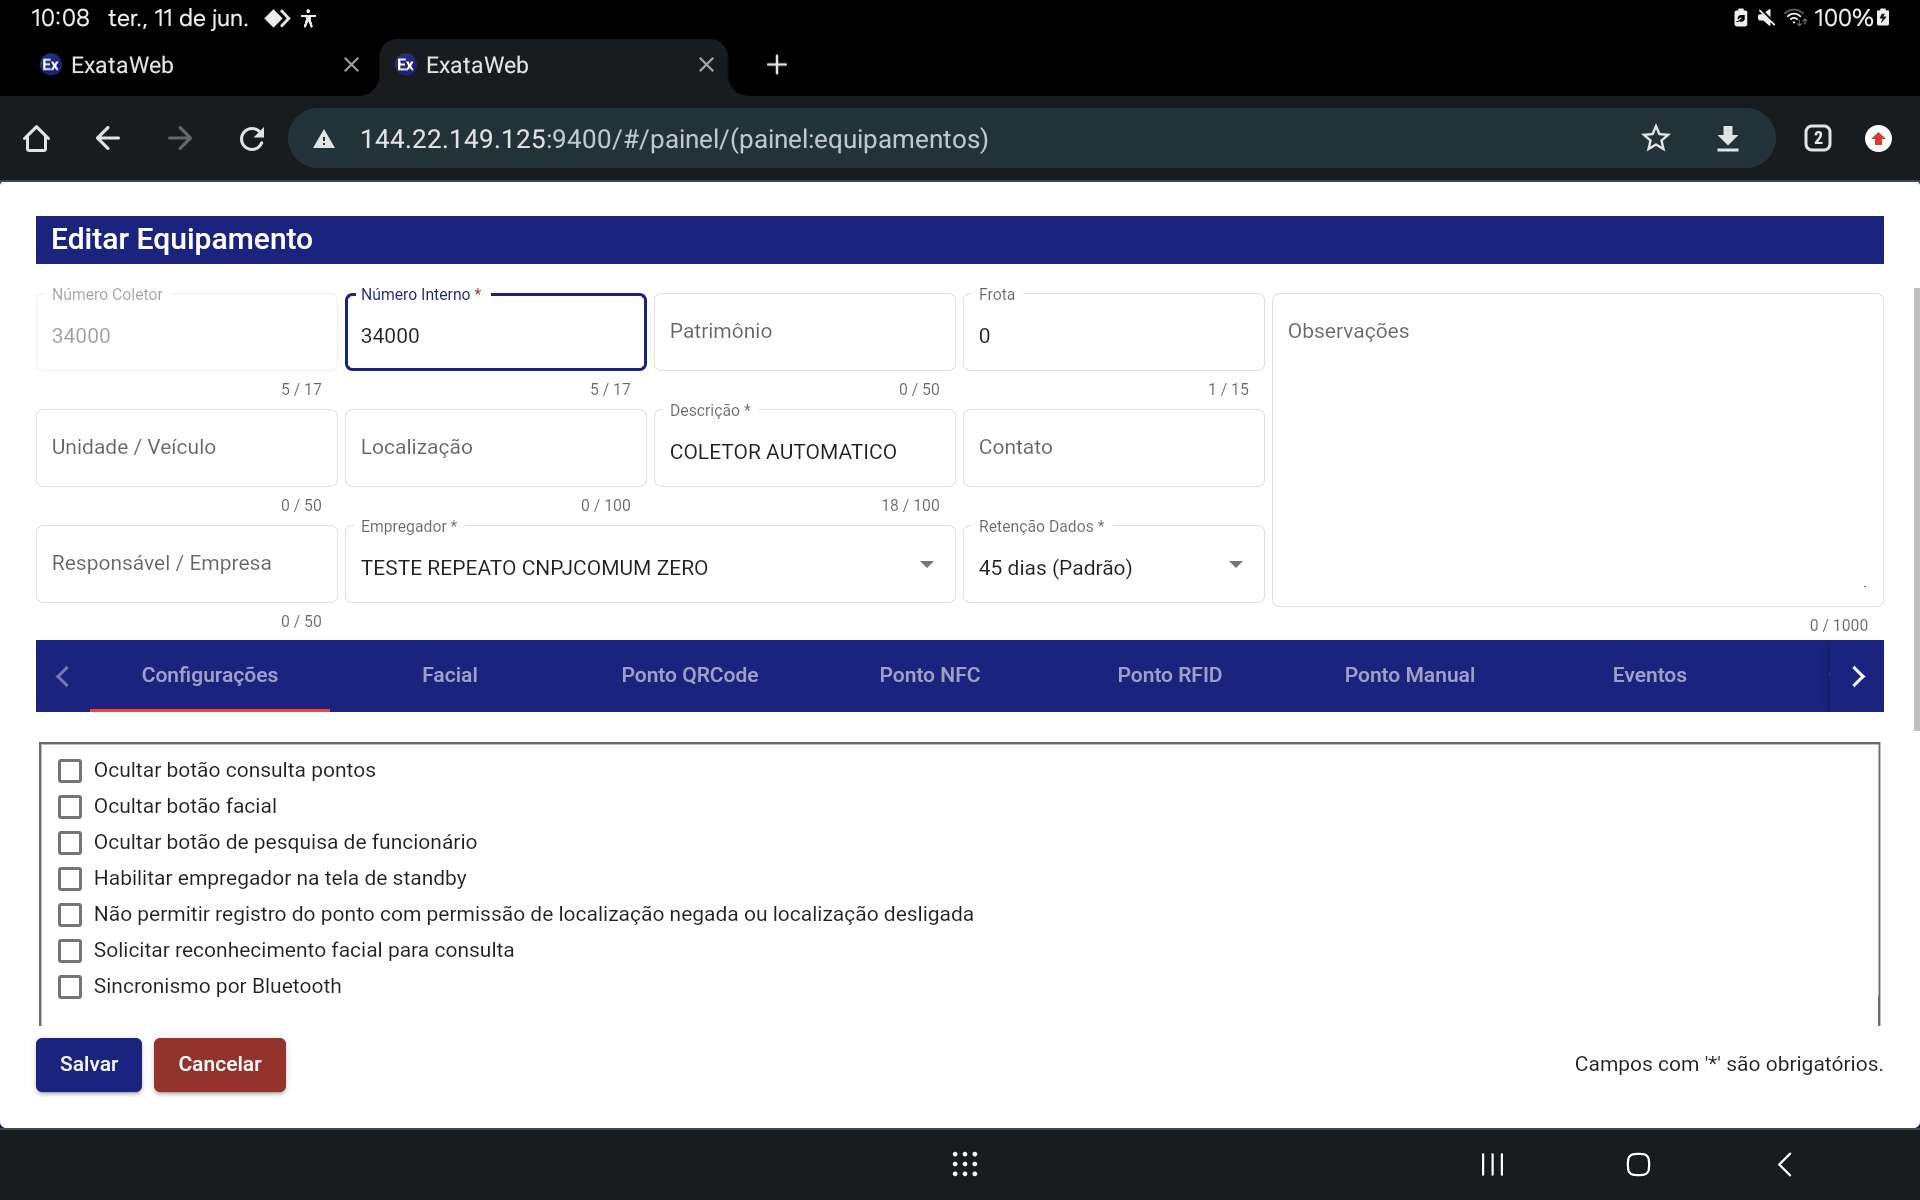 10:08 ter., 11 de jun. 100%
Ex ExataWeb Ex ExataWeb
144.22.149.125:9400/#/painel/(painel:equipamentos) 2
Editar Equipamento
Número Coletor Número Interno * Frota
34000 34000 Patrimônio 0 Observações
5 / 17 5 / 17 0 / 50 1 / 15
Descrição *
Unidade / Veículo Localização COLETOR AUTOMATICO Contato
0 / 50 0 / 100 18 / 100
Empregador * Retenção Dados *
Responsável / Empresa TESTE REPEATO CNPJCOMUM ZERO 45 dias (Padrão)
0 / 50 0 / 1000
Configurações Facial Ponto QRCode Ponto NFC Ponto RFID Ponto Manual Eventos
Ocultar botão consulta pontos
Ocultar botão facial
Ocultar botão de pesquisa de funcionário
Habilitar empregador na tela de standby
Não permitir registro do ponto com permissão de localização negada ou localização desligada
Solicitar reconhecimento facial para consulta
Sincronismo por Bluetooth
Salvar Cancelar Campos com '*' são obrigatórios.